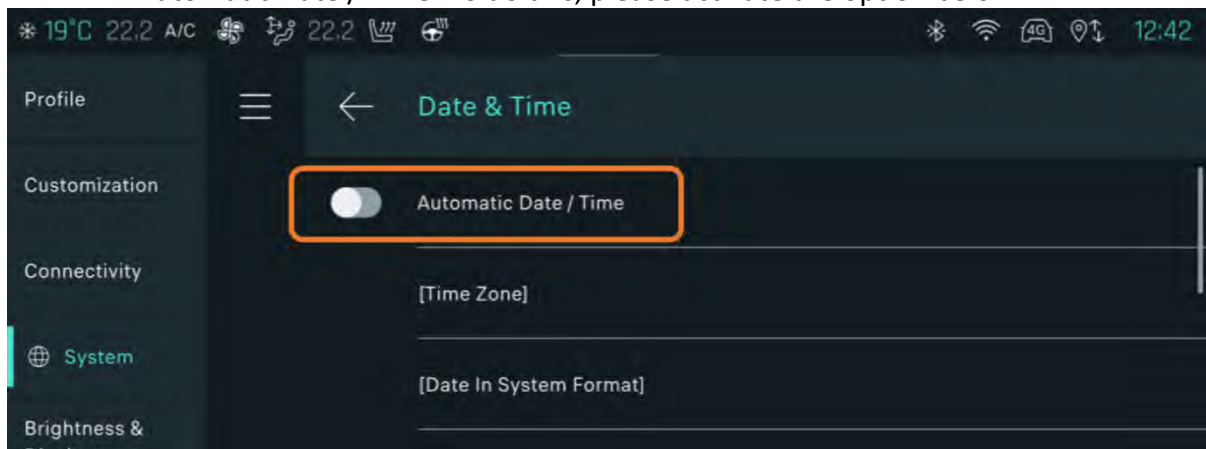 19°C 22.2 A/C 22.2 4G 12:42
Profile
Date & Time
Customization
Automatic Date / Time
Connectivity
[Time Zone]
System
[Date In System Format]
Brightness &